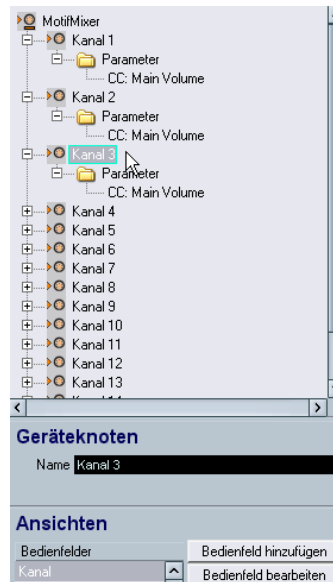 MotifMixer
Kanal 1
Parameter
CC: Main Volume
Kanal 2
Parameter
CC: Main Volume
Kanal 3
Parameter
CC: Main Volume
Kanal 4
Kanal 5
Kanal 6
Kanal 7
Kanal 8
Kanal 9
Kanal 10
Kanal 11
Kanal 12
Kanal 13
Geräteknoten
Name Kanal 3
Ansichten
Bedienfelder Bedienfeld hinzufügen
Kanal Bedienfeld bearbeiten